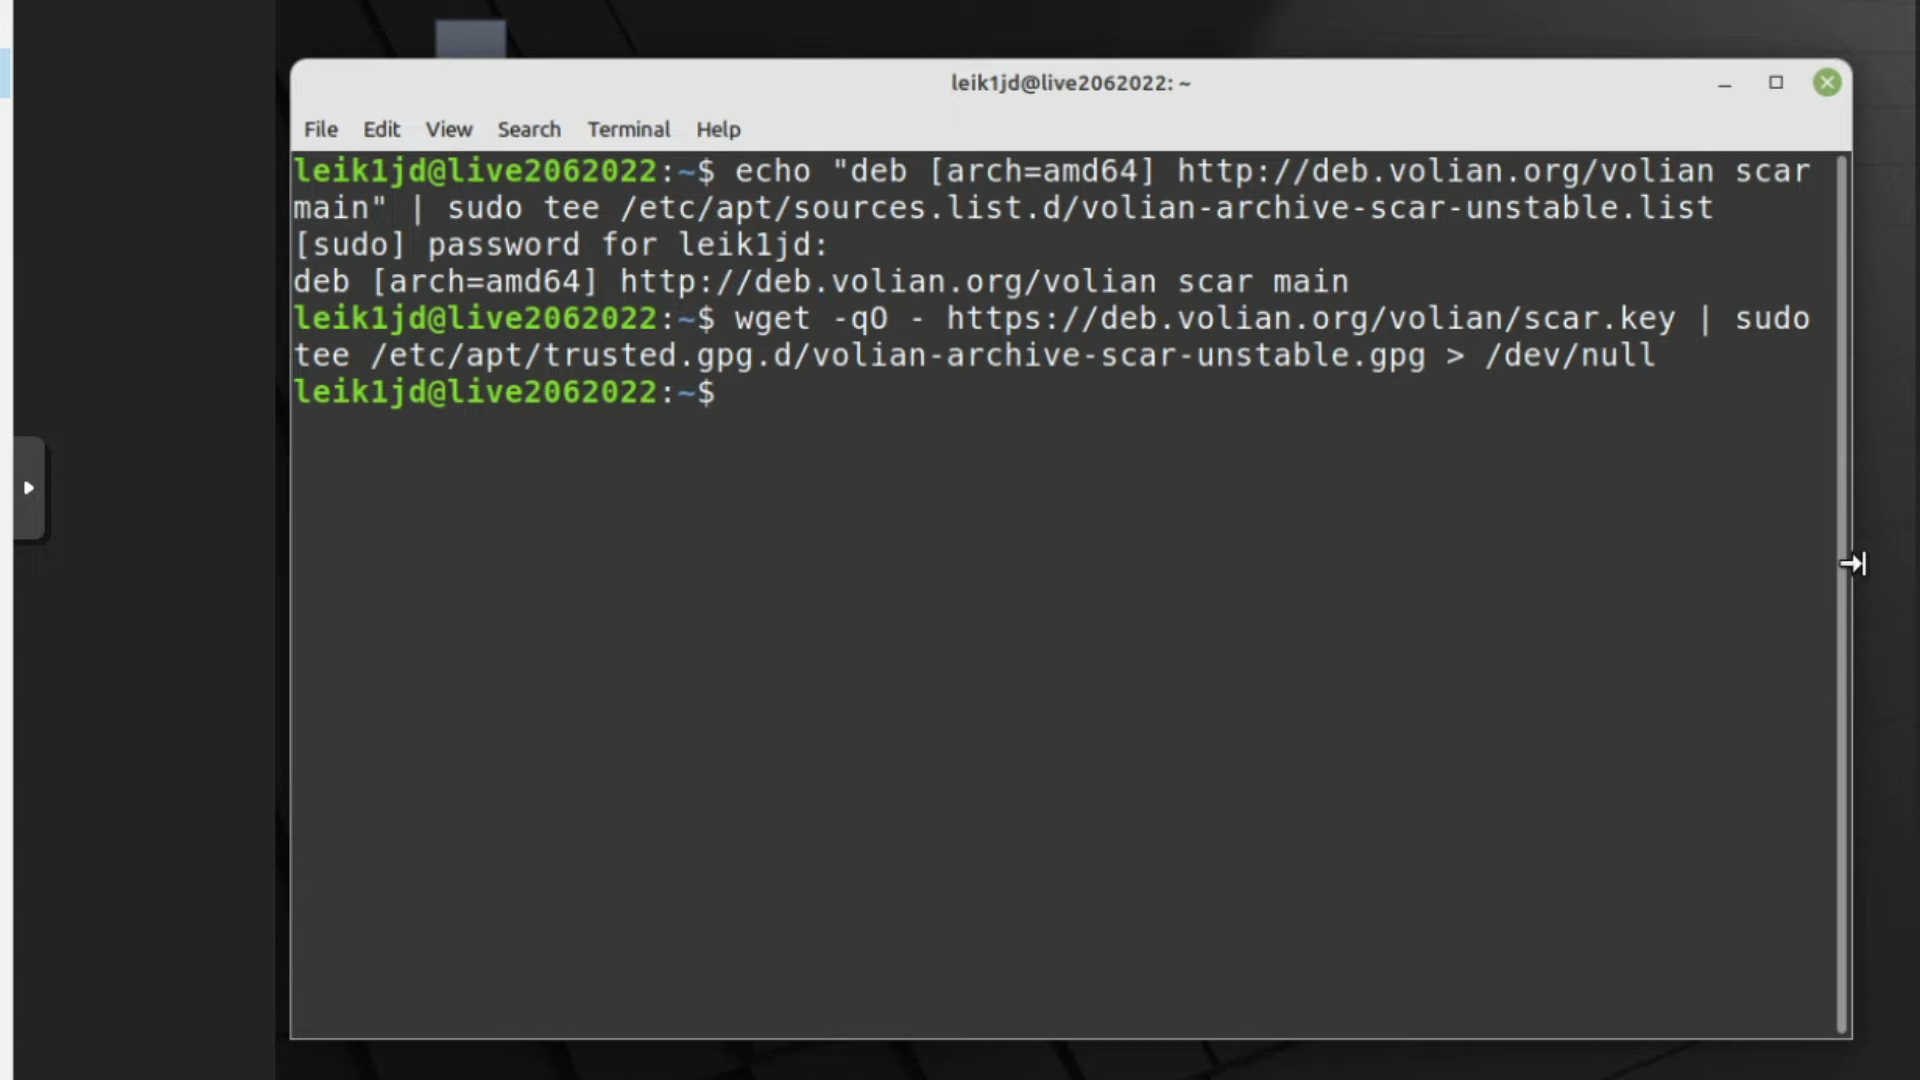 leik1jd@live2062022: ~
File Edit View Search Terminal Help
leik1jd@live2062022:~$ echo "deb [arch=amd64] http://deb.volian.org/volian scar
main" | sudo tee /etc/apt/sources.list.d/volian-archive-scar-unstable.list
[sudo] password for leik1jd:
deb [arch=amd64] http://deb.volian.org/volian scar main
leik1jd@live2062022:~$ wget -qO - https://deb.volian.org/volian/scar.key | sudo
tee /etc/apt/trusted.gpg.d/volian-archive-scar-unstable.gpg > /dev/null
leik1jd@live2062022:~$